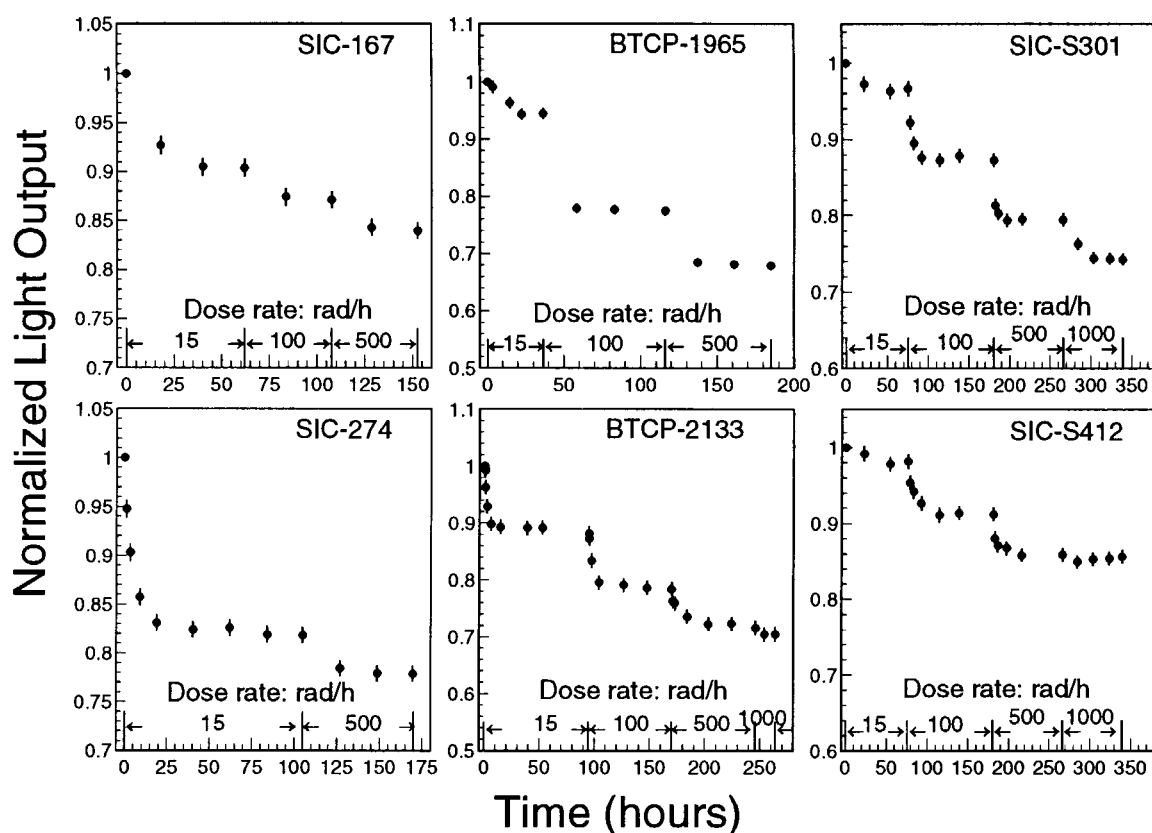 Normalized Light Output
SIC-167
1.05
1
0.95
0.9
0.85
0.8
0.75
0.7
Dose rate: rad/h
15 100 500
0 25 50 75 100 125 150
BTCP-1965
1.1
1
0.9
0.8
0.7
0.6
0.5
Dose rate: rad/h
15 100 500
0 50 100 150 200
SIC-S301
1.1
1
0.9
0.8
0.7
0.6
Dose rate: rad/h
15 100 500 1000
0 50 100 150 200 250 300 350
SIC-274
1.05
1
0.95
0.9
0.85
0.8
0.75
0.7
Dose rate: rad/h
15 500
0 25 50 75 100 125 150 175
BTCP-2133
1.1
1
0.9
0.8
0.7
0.6
0.5
Dose rate: rad/h
15 100 500 1000
0 50 100 150 200 250
SIC-S412
1.1
1
0.9
0.8
0.7
0.6
Dose rate: rad/h
15 100 500 1000
0 50 100 150 200 250 300 350
Time (hours)